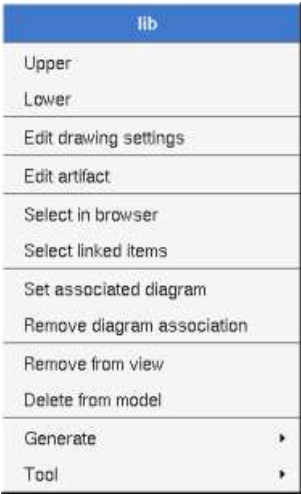 lib
Upper
Lower
Edit drawing settings
Edit artifact
Select in browser
Select linked items
Set associated diagram
Remove diagram association
Remove from view
Delete from model
Generate
Tool